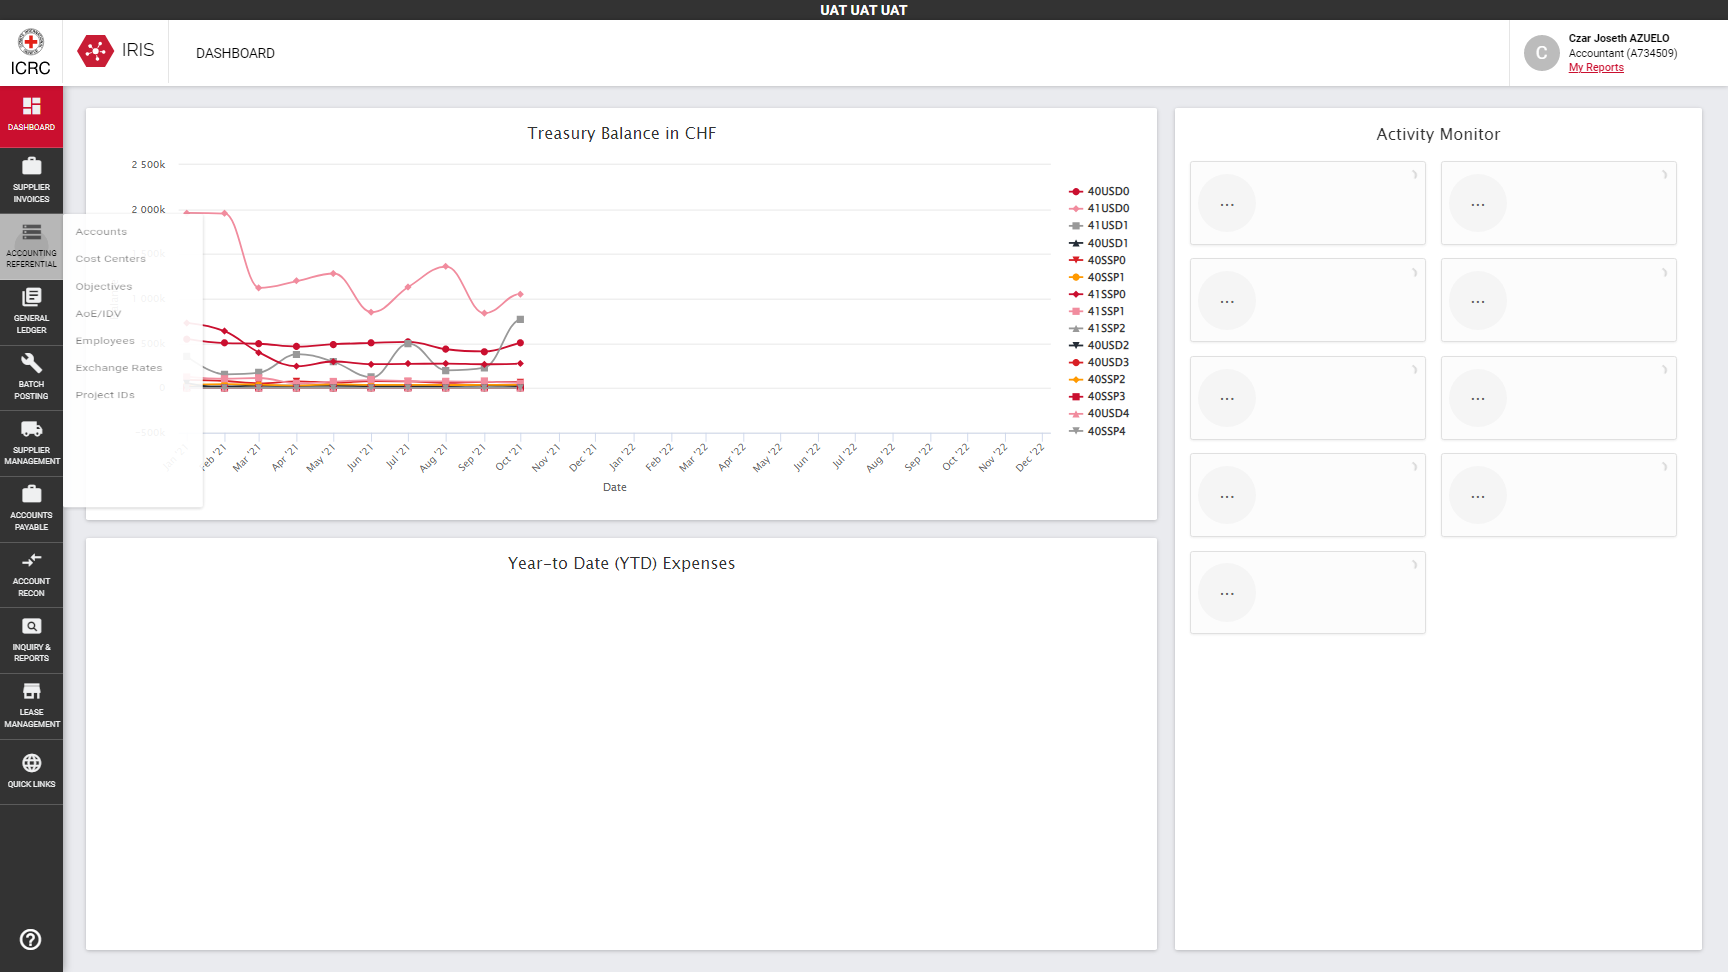 UAT UAT UAT
ICRC
IRIS
DASHBOARD
Czar Joseth AZUELO
C
Accountant (A734509)
My Reports
DASHBOARD
SUPPLIER
INVOICES
ACCOUNTING
REFERENTIAL
GENERAL
LEDGER
BATCH
POSTING
SUPPLIER
MANAGEMENT
ACCOUNTS
PAYABLE
ACCOUNT
RECON
INQUIRY &
REPORTS
LEASE
MANAGEMENT
QUICK LINKS
Accounts
Cost Centers
Objectives
AoE/IDV
Employees
Exchange Rates
Project IDs
Treasury Balance in CHF
2 500k
2 000k
1 000k
0
-500k
Jan '21
Feb '21
Mar '21
Apr '21
May '21
Jun '21
Jul '21
Aug '21
Sep '21
Oct '21
Nov '21
Dec '21
Jan '22
Feb '22
Mar '22
Apr '22
May '22
Jun '22
Jul '22
Aug '22
Sep '22
Oct '22
Nov '22
Dec '22
Date
40USD0
41USD0
41USD1
40USD1
40SSP0
40SSP1
41SSP0
41SSP1
41SSP2
40USD2
40USD3
40SSP2
40SSP3
40USD4
40SSP4
Year-to Date (YTD) Expenses
Activity Monitor
...
...
...
...
...
...
...
...
...